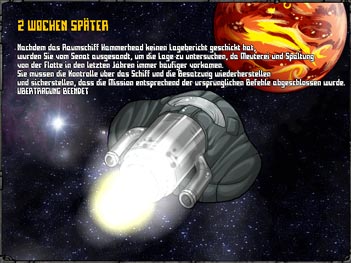 2 WOCHEN SPÄTER
Nachdem das Raumschiff Hammerhead keinen Lagebericht geschickt hat,
wurden Sie vom Senat ausgesandt, um die Lage zu untersuchen, da Meuterei und Spaltung
von der Flotte in den letzten Jahren immer häufiger vorkamen.
Sie müssen die Kontrolle über das Schiff und die Besatzung wiederherstellen
und sicherstellen, dass die Mission entsprechend der ursprünglichen Befehle abgeschlossen wurde.
ÜBERTRAGUNG BEENDET